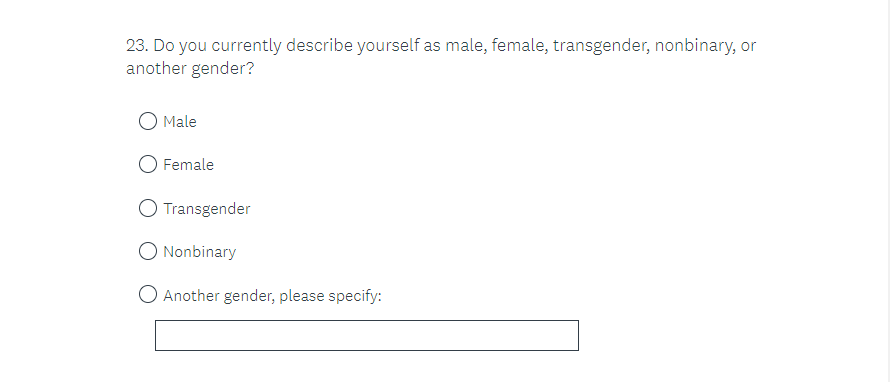 23. Do you currently describe yourself as male, female, transgender, nonbinary, or
another gender?
Male
Female
Transgender
Nonbinary
Another gender, please specify: